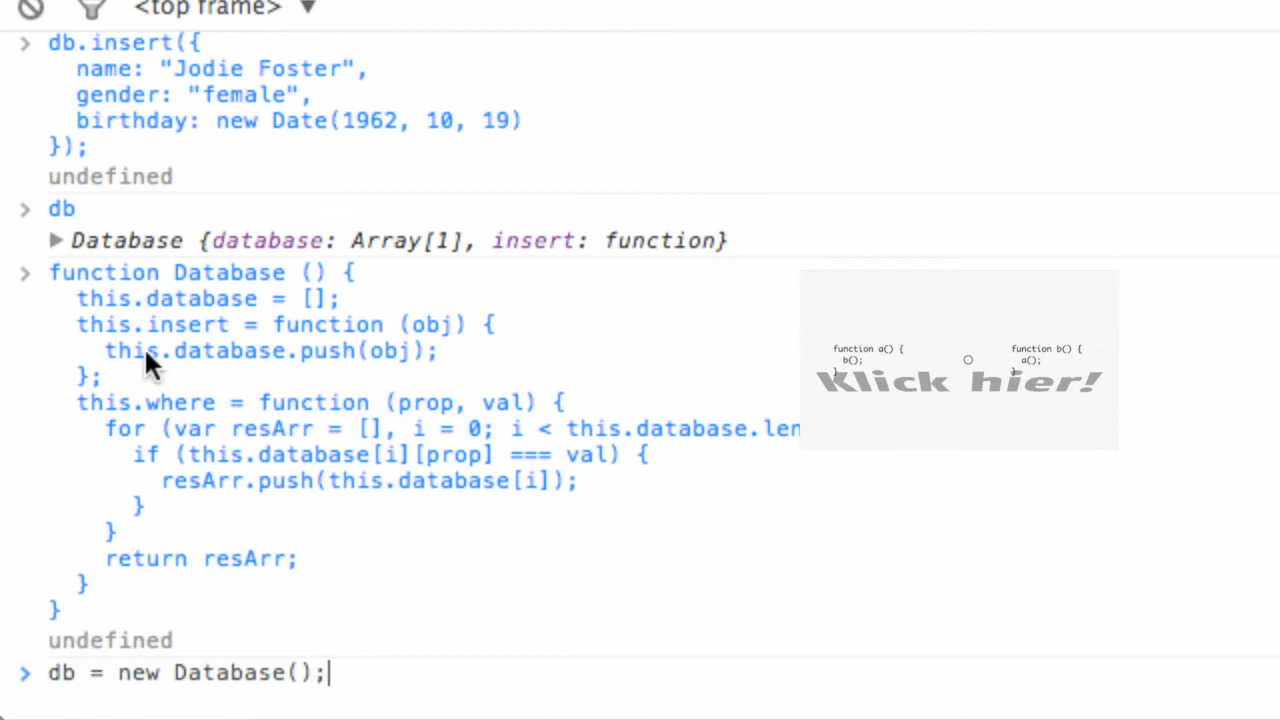 <top frame> ▼
> db.insert({
name: "Jodie Foster",
gender: "female",
birthday: new Date(1962, 10, 19)
});
undefined
> db
▶ Database {database: Array[1], insert: function}
> function Database () {
this.database = [];
this.insert = function (obj) {
this.database.push(obj);
};
this.where = function (prop, val) {
for (var resArr = [], i = 0; i < this.database.len
if (this.database[i][prop] === val) {
resArr.push(this.database[i]);
}
}
return resArr;
}
}
undefined
> db = new Database();
function a() {
b();
}
function b() {
a();
}
Klick hier!